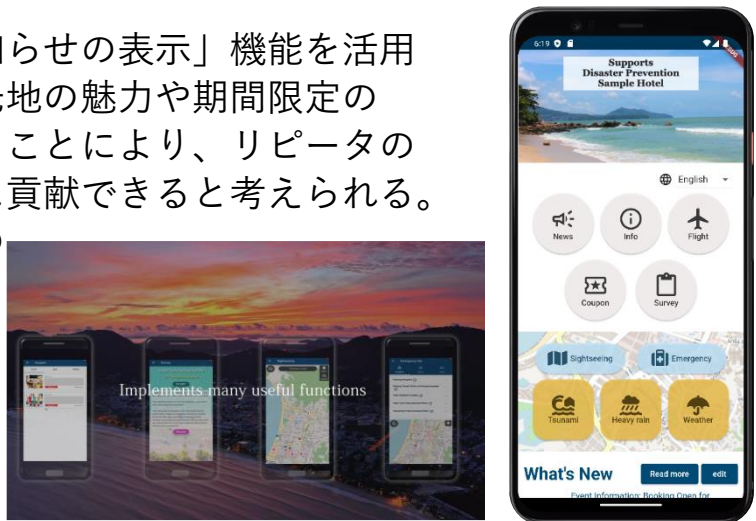 らせの表示」機能を活用
地の魅力や期間限定の
ことにより、リピータの
貢献できると考えられる。
Implements many useful functions
6:19
Supports
Disaster Prevention
Sample Hotel
English
News
Info
Flight
Coupon
Survey
Sightseeing
Emergency
Tsunami
Heavy rain
Weather
What's New
Read more
edit
Event Information: Booking Open for